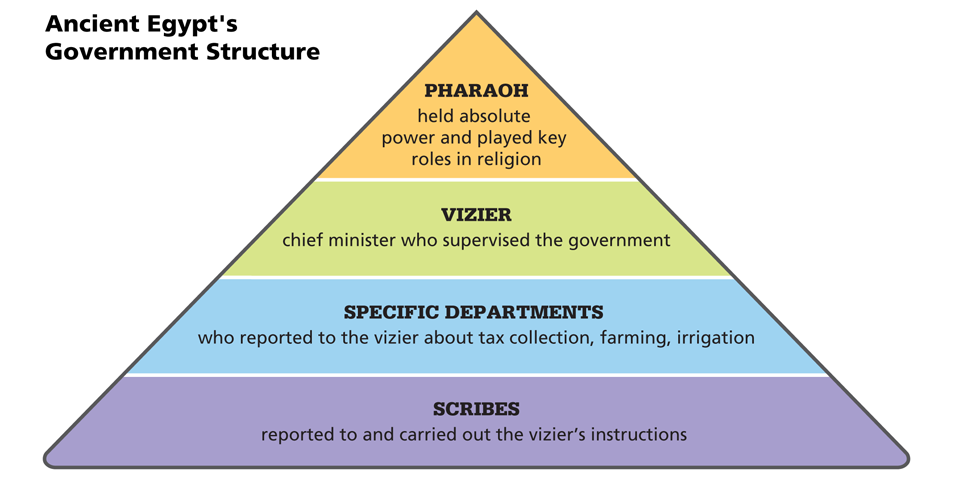 Ancient Egypt's
Government Structure
PHARAOH
held absolute
power and played key
roles in religion
VIZIER
chief minister who supervised the government
SPECIFIC DEPARTMENTS
who reported to the vizier about tax collection, farming, irrigation
SCRIBES
reported to and carried out the vizier’s instructions